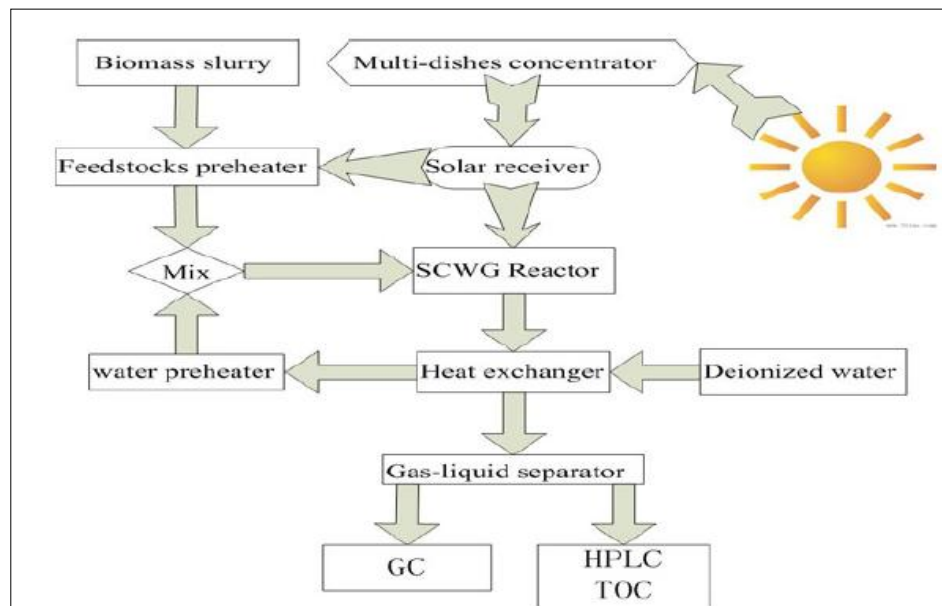 Biomass slurry
Multi-dishes concentrator
Feedstocks preheater
Solar receiver
Mix
SCWG Reactor
water preheater
Heat exchanger
Deionized water
Gas-liquid separator
GC
HPLC
TOC